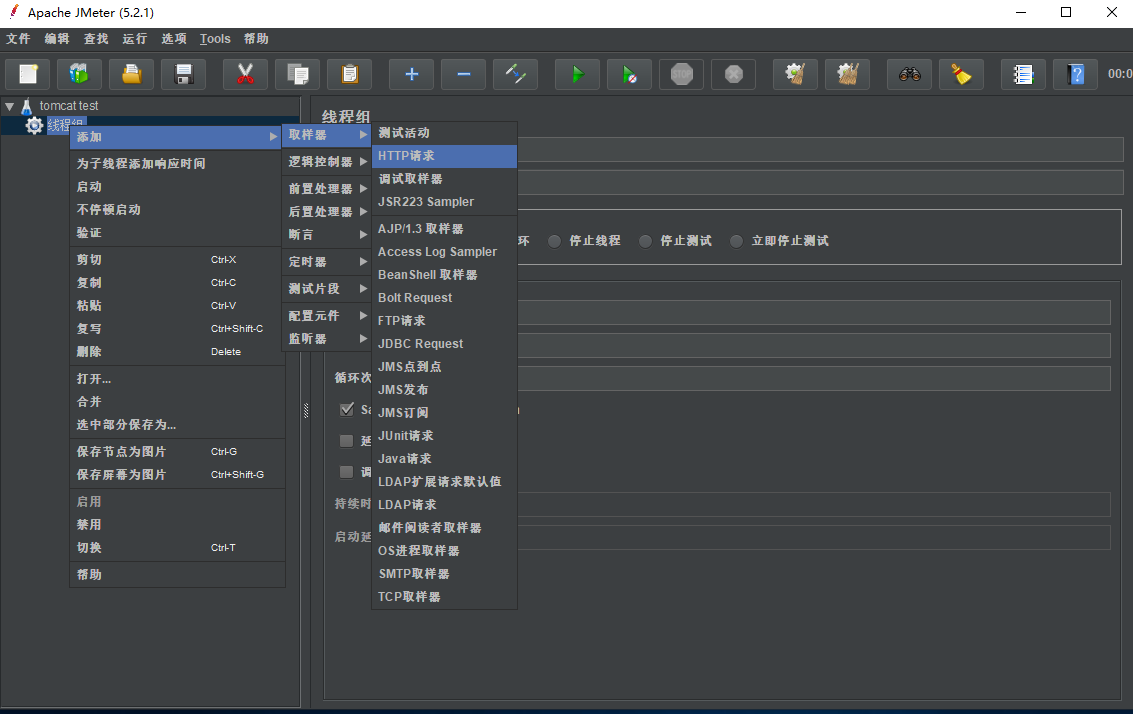 Apache JMeter (5.2.1)
文件 编辑 查找 运行 选项 Tools 帮助
STOP
00:0
tomcat test
线程组
线程组
添加
为子线程添加响应时间
启动
不停顿启动
验证
剪切 Ctrl-X
复制 Ctrl-C
粘贴 Ctrl-V
复写 Ctrl+Shift-C
删除 Delete
打开...
合并
选中部分保存为...
保存节点为图片 Ctrl-G
保存屏幕为图片 Ctrl+Shift-G
启用
禁用
切换 Ctrl-T
帮助
取样器
逻辑控制器
前置处理器
后置处理器
断言
定时器
测试片段
配置元件
监听器
测试活动
HTTP请求
调试取样器
JSR223 Sampler
AJP/1.3 取样器
Access Log Sampler
BeanShell 取样器
Bolt Request
FTP请求
JDBC Request
JMS点到点
JMS发布
JMS订阅
JUnit请求
Java请求
LDAP扩展请求默认值
LDAP请求
邮件阅读者取样器
OS进程取样器
SMTP取样器
TCP取样器
环 停止线程 停止测试 立即停止测试
循环次
Sa
延
调
持续时
启动延